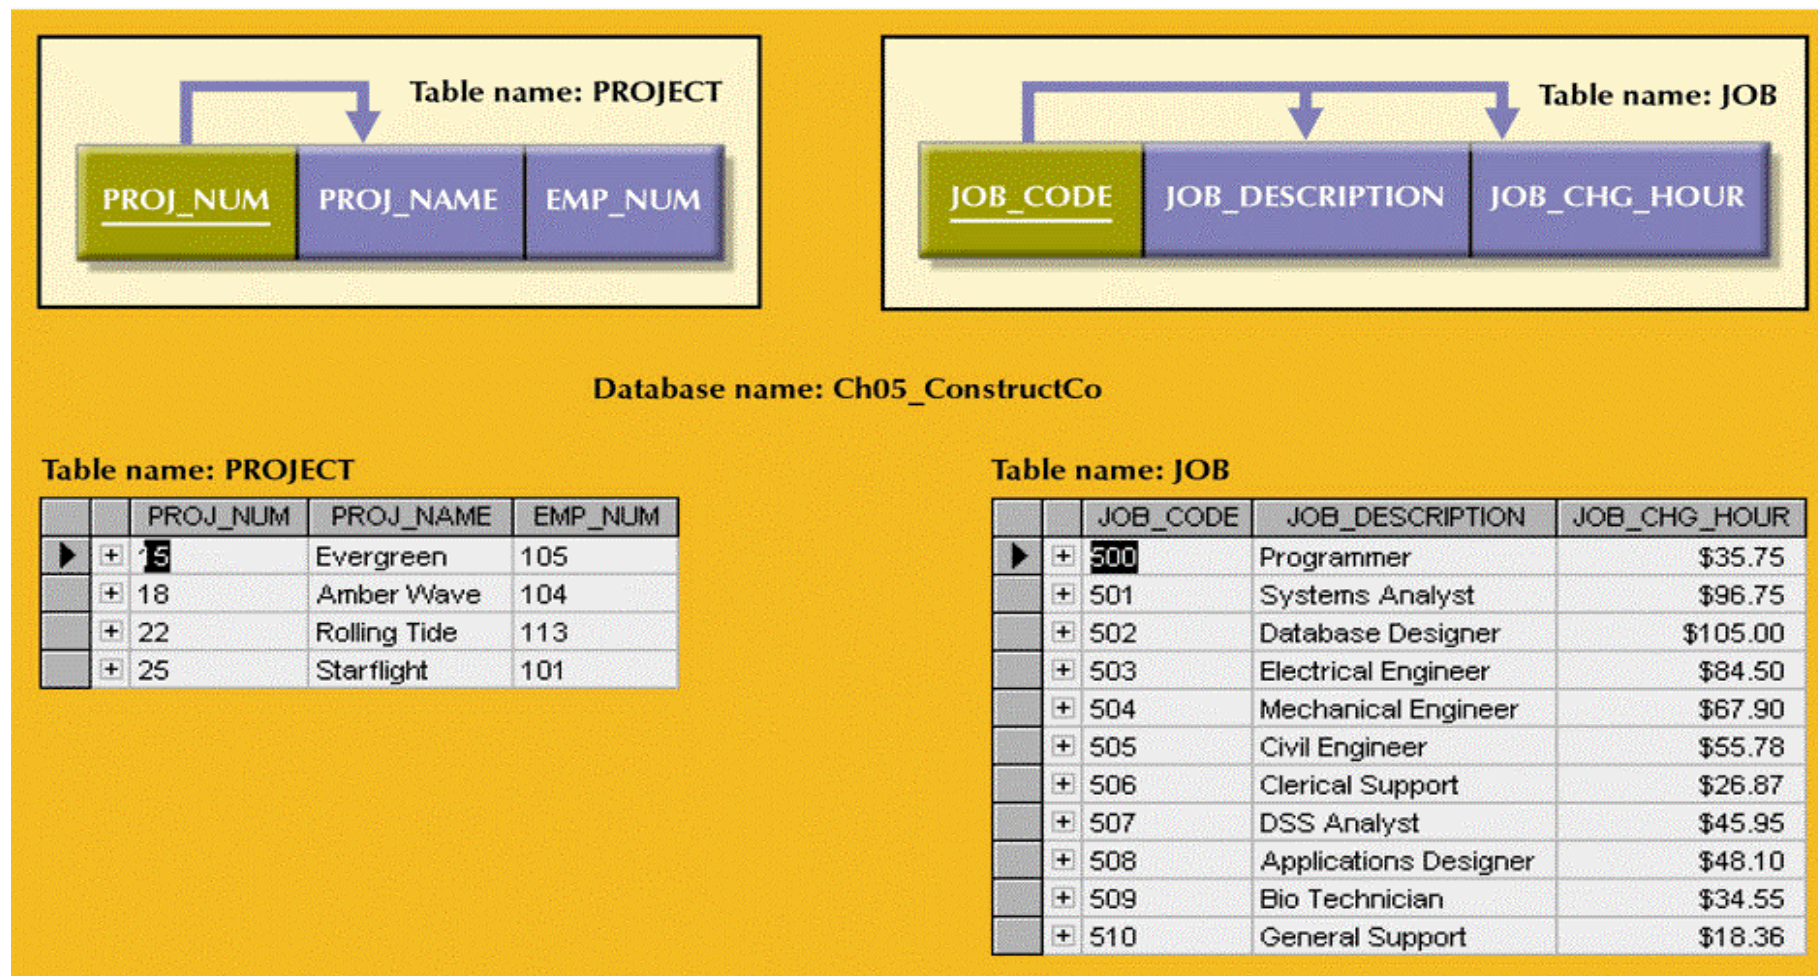 Table name: PROJECT
PROJ_NUM PROJ_NAME EMP_NUM
Table name: JOB
JOB_CODE JOB_DESCRIPTION JOB_CHG_HOUR
Database name: Ch05_ConstructCo
Table name: PROJECT
PROJ_NUM PROJ_NAME EMP_NUM
15 Evergreen 105
18 Amber Wave 104
22 Rolling Tide 113
25 Starflight 101
Table name: JOB
JOB_CODE JOB_DESCRIPTION JOB_CHG_HOUR
500 Programmer $35.75
501 Systems Analyst $96.75
502 Database Designer $105.00
503 Electrical Engineer $84.50
504 Mechanical Engineer $67.90
505 Civil Engineer $55.78
506 Clerical Support $26.87
507 DSS Analyst $45.95
508 Applications Designer $48.10
509 Bio Technician $34.55
510 General Support $18.36